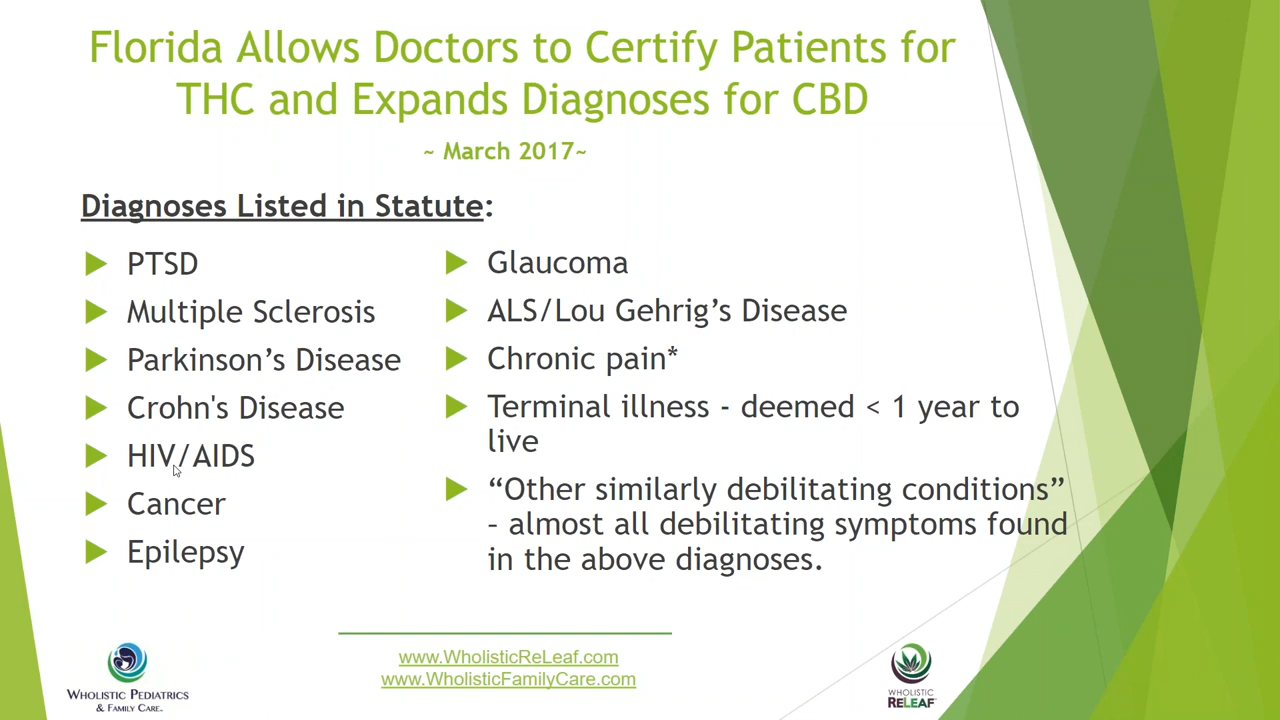 Florida Allows Doctors to Certify Patients for
THC and Expands Diagnoses for CBD
~ March 2017~
Diagnoses Listed in Statute:
PTSD
Multiple Sclerosis
Parkinson’s Disease
Crohn's Disease
HIV/AIDS
Cancer
Epilepsy
Glaucoma
ALS/Lou Gehrig’s Disease
Chronic pain*
Terminal illness - deemed < 1 year to
live
“Other similarly debilitating conditions”
– almost all debilitating symptoms found
in the above diagnoses.
www.WholisticReLeaf.com
www.WholisticFamilyCare.com
Wholistic Pediatrics
& Family Care
WHOLISTIC
RELEAF